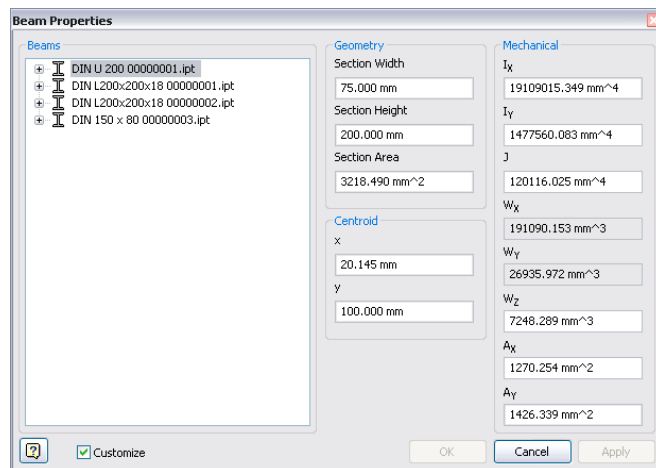 Beam Properties
Beams
DIN U 200 00000001.ipt
DIN L200x200x18 00000001.ipt
DIN L200x200x18 00000002.ipt
DIN 150 x 80 00000003.ipt
Geometry
Section Width
75.000 mm
Section Height
200.000 mm
Section Area
3218.490 mm^2
Centroid
x
20.145 mm
y
100.000 mm
Mechanical
IX
19109015.349 mm^4
IY
1477560.083 mm^4
J
120116.025 mm^4
WX
191090.153 mm^3
WY
26935.972 mm^3
WZ
7248.289 mm^3
AX
1270.254 mm^2
AY
1426.339 mm^2
?
Customize
OK
Cancel
Apply